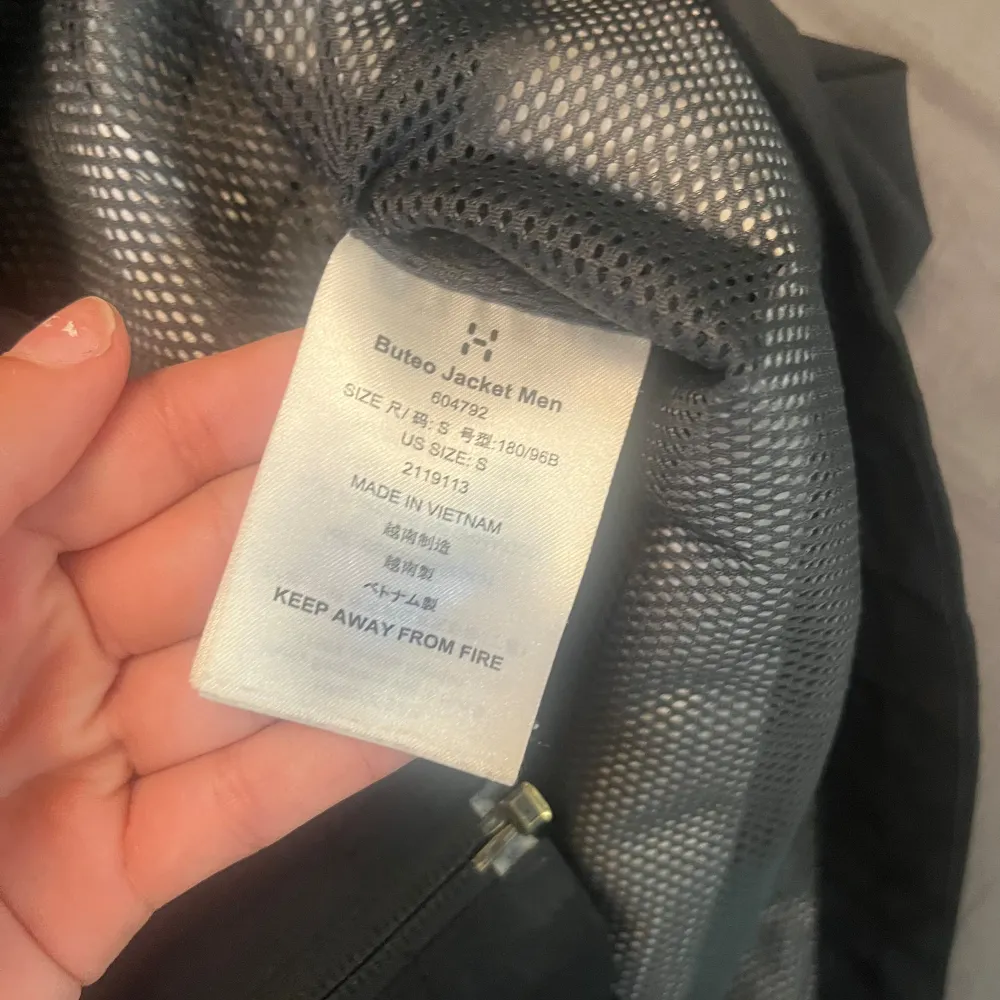 Buteo Jacket Men
604792
SIZE 尺/码: S 号型:180/96B
US SIZE: S
2119113
MADE IN VIETNAM
越南制造
越南製
ベトナム製
KEEP AWAY FROM FIRE